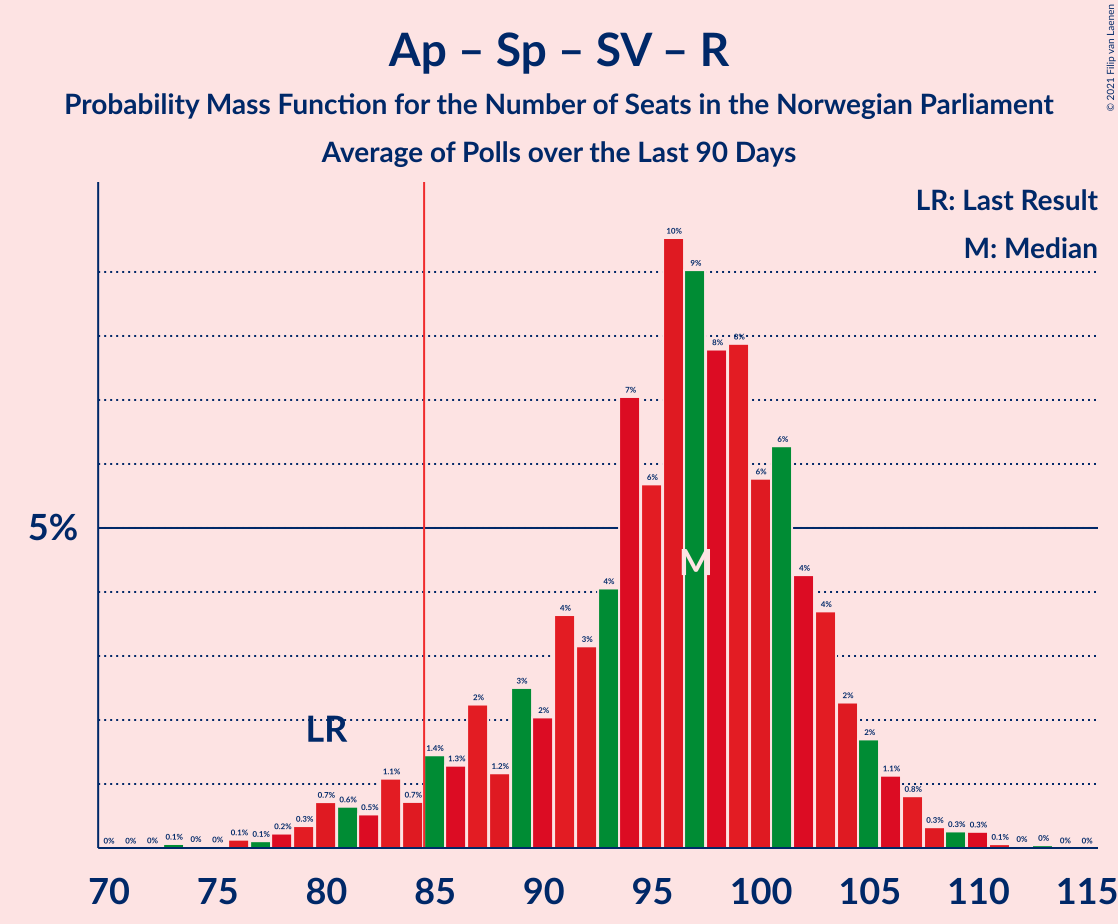 Ap – Sp – SV – R
Probability Mass Function for the Number of Seats in the Norwegian Parliament
Average of Polls over the Last 90 Days
© 2021 Filip van Laenen
LR: Last Result
M: Median
5%
LR
M
0% 0% 0% 0.1% 0% 0% 0.1% 0.1% 0.2% 0.3% 0.7% 0.6% 0.5% 1.1% 0.7% 1.4% 1.3% 2% 1.2% 3% 2% 4% 3% 4% 7% 6% 10% 9% 8% 8% 6% 6% 4% 4% 2% 2% 1.1% 0.8% 0.3% 0.3% 0.3% 0.1% 0% 0% 0% 0%
70 75 80 85 90 95 100 105 110 115